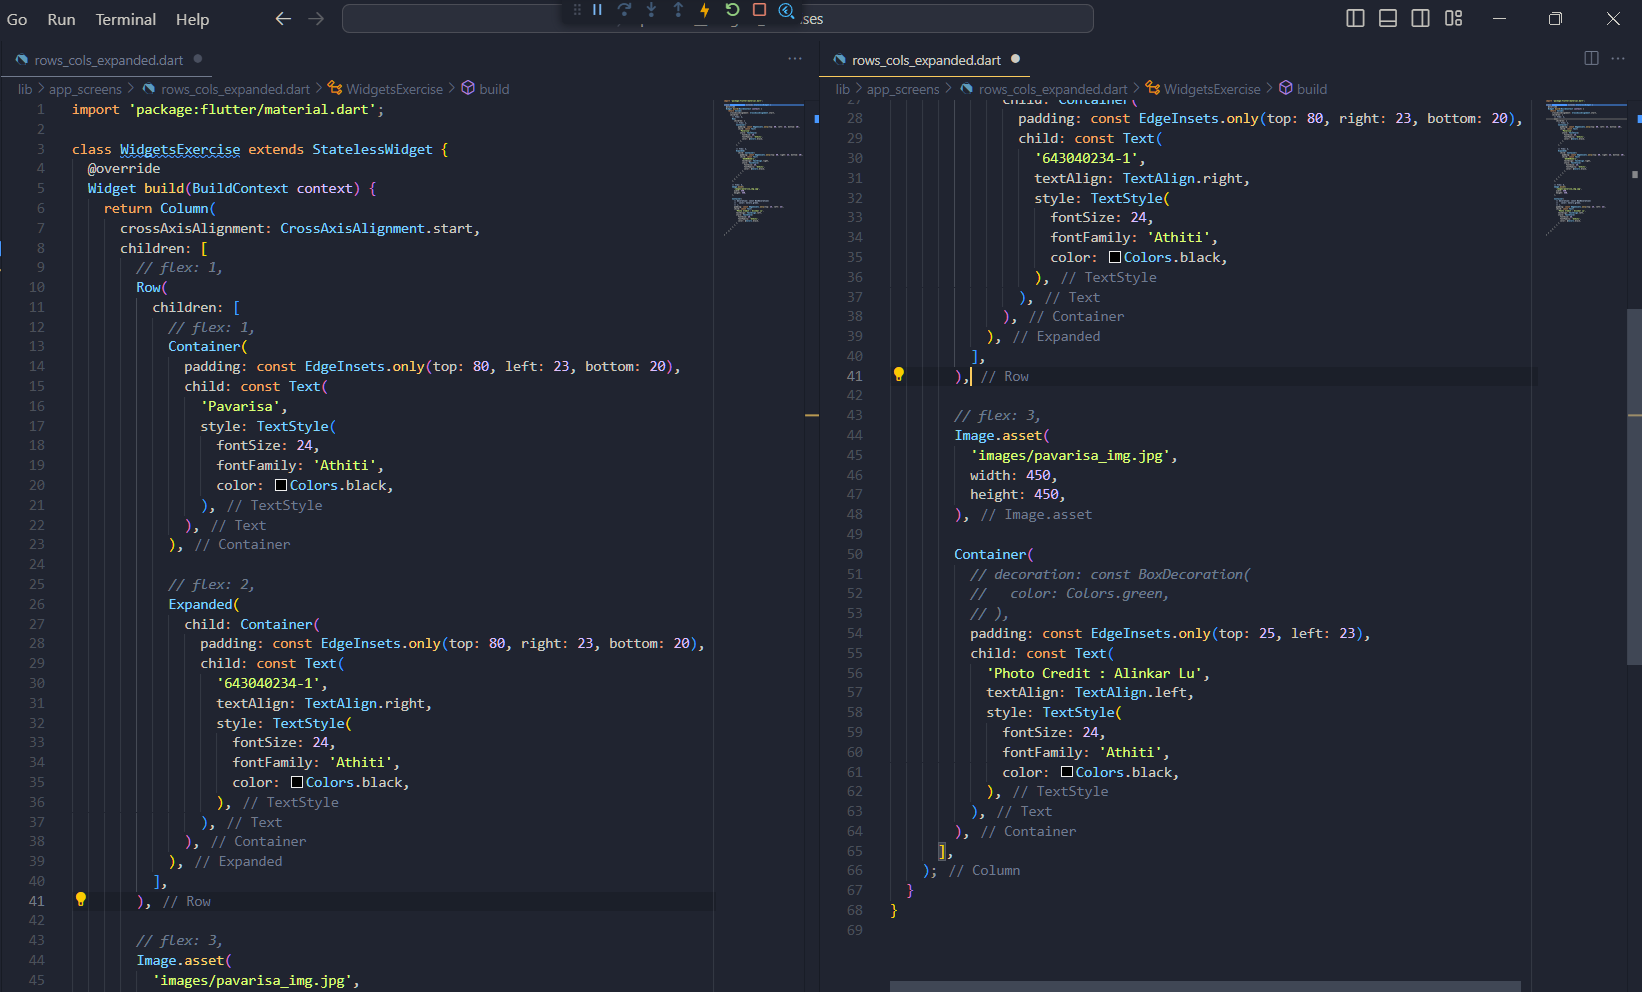 Go Run Terminal Help
ses
rows_cols_expanded.dart
lib > app_screens > rows_cols_expanded.dart > WidgetsExercise > build
1 import 'package:flutter/material.dart';
2
3 class WidgetsExercise extends StatelessWidget {
4 @override
5 Widget build(BuildContext context) {
6 return Column(
7 crossAxisAlignment: CrossAxisAlignment.start,
8 children: [
9 // flex: 1,
10 Row(
11 children: [
12 // flex: 1,
13 Container(
14 padding: const EdgeInsets.only(top: 80, left: 23, bottom: 20),
15 child: const Text(
16 'Pavarisa',
17 style: TextStyle(
18 fontSize: 24,
19 fontFamily: 'Athiti',
20 color: Colors.black,
21 ), // TextStyle
22 ), // Text
23 ), // Container
24
25 // flex: 2,
26 Expanded(
27 child: Container(
28 padding: const EdgeInsets.only(top: 80, right: 23, bottom: 20),
29 child: const Text(
30 '643040234-1',
31 textAlign: TextAlign.right,
32 style: TextStyle(
33 fontSize: 24,
34 fontFamily: 'Athiti',
35 color: Colors.black,
36 ), // TextStyle
37 ), // Text
38 ), // Container
39 ), // Expanded
40 ],
41 ), // Row
42
43 // flex: 3,
44 Image.asset(
45 'images/pavarisa_img.jpg',
rows_cols_expanded.dart
lib > app_screens > rows_cols_expanded.dart > WidgetsExercise > build
27 child: Container(
28 padding: const EdgeInsets.only(top: 80, right: 23, bottom: 20),
29 child: const Text(
30 '643040234-1',
31 textAlign: TextAlign.right,
32 style: TextStyle(
33 fontSize: 24,
34 fontFamily: 'Athiti',
35 color: Colors.black,
36 ), // TextStyle
37 ), // Text
38 ), // Container
39 ), // Expanded
40 ],
41 ), // Row
42
43 // flex: 3,
44 Image.asset(
45 'images/pavarisa_img.jpg',
46 width: 450,
47 height: 450,
48 ), // Image.asset
49
50 Container(
51 // decoration: const BoxDecoration(
52 // color: Colors.green,
53 // ),
54 padding: const EdgeInsets.only(top: 25, left: 23),
55 child: const Text(
56 'Photo Credit : Alinkar Lu',
57 textAlign: TextAlign.left,
58 style: TextStyle(
59 fontSize: 24,
60 fontFamily: 'Athiti',
61 color: Colors.black,
62 ), // TextStyle
63 ), // Text
64 ), // Container
65 ],
66 ); // Column
67 }
68 }
69